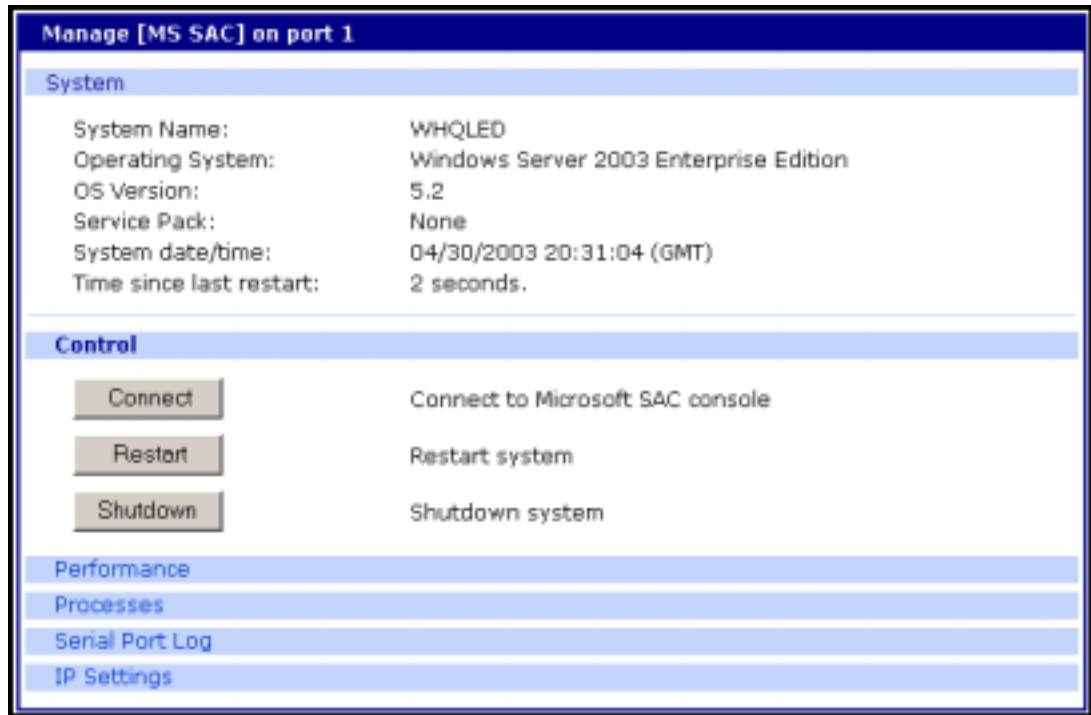 Manage [MS SAC] on port 1
System
System Name: WHQLED
Operating System: Windows Server 2003 Enterprise Edition
OS Version: 5.2
Service Pack: None
System date/time: 04/30/2003 20:31:04 (GMT)
Time since last restart: 2 seconds.
Control
Connect Connect to Microsoft SAC console
Restart Restart system
Shutdown Shutdown system
Performance
Processes
Serial Port Log
IP Settings